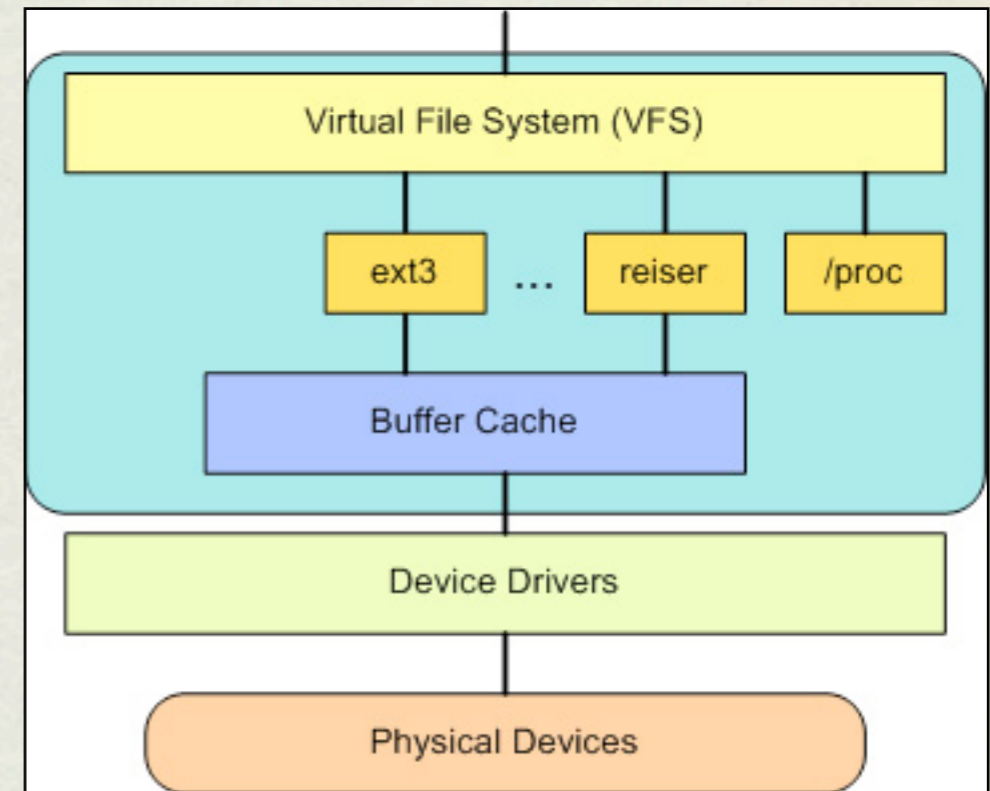 Virtual File System (VFS)
ext3 ... reiser /proc
Buffer Cache
Device Drivers
Physical Devices